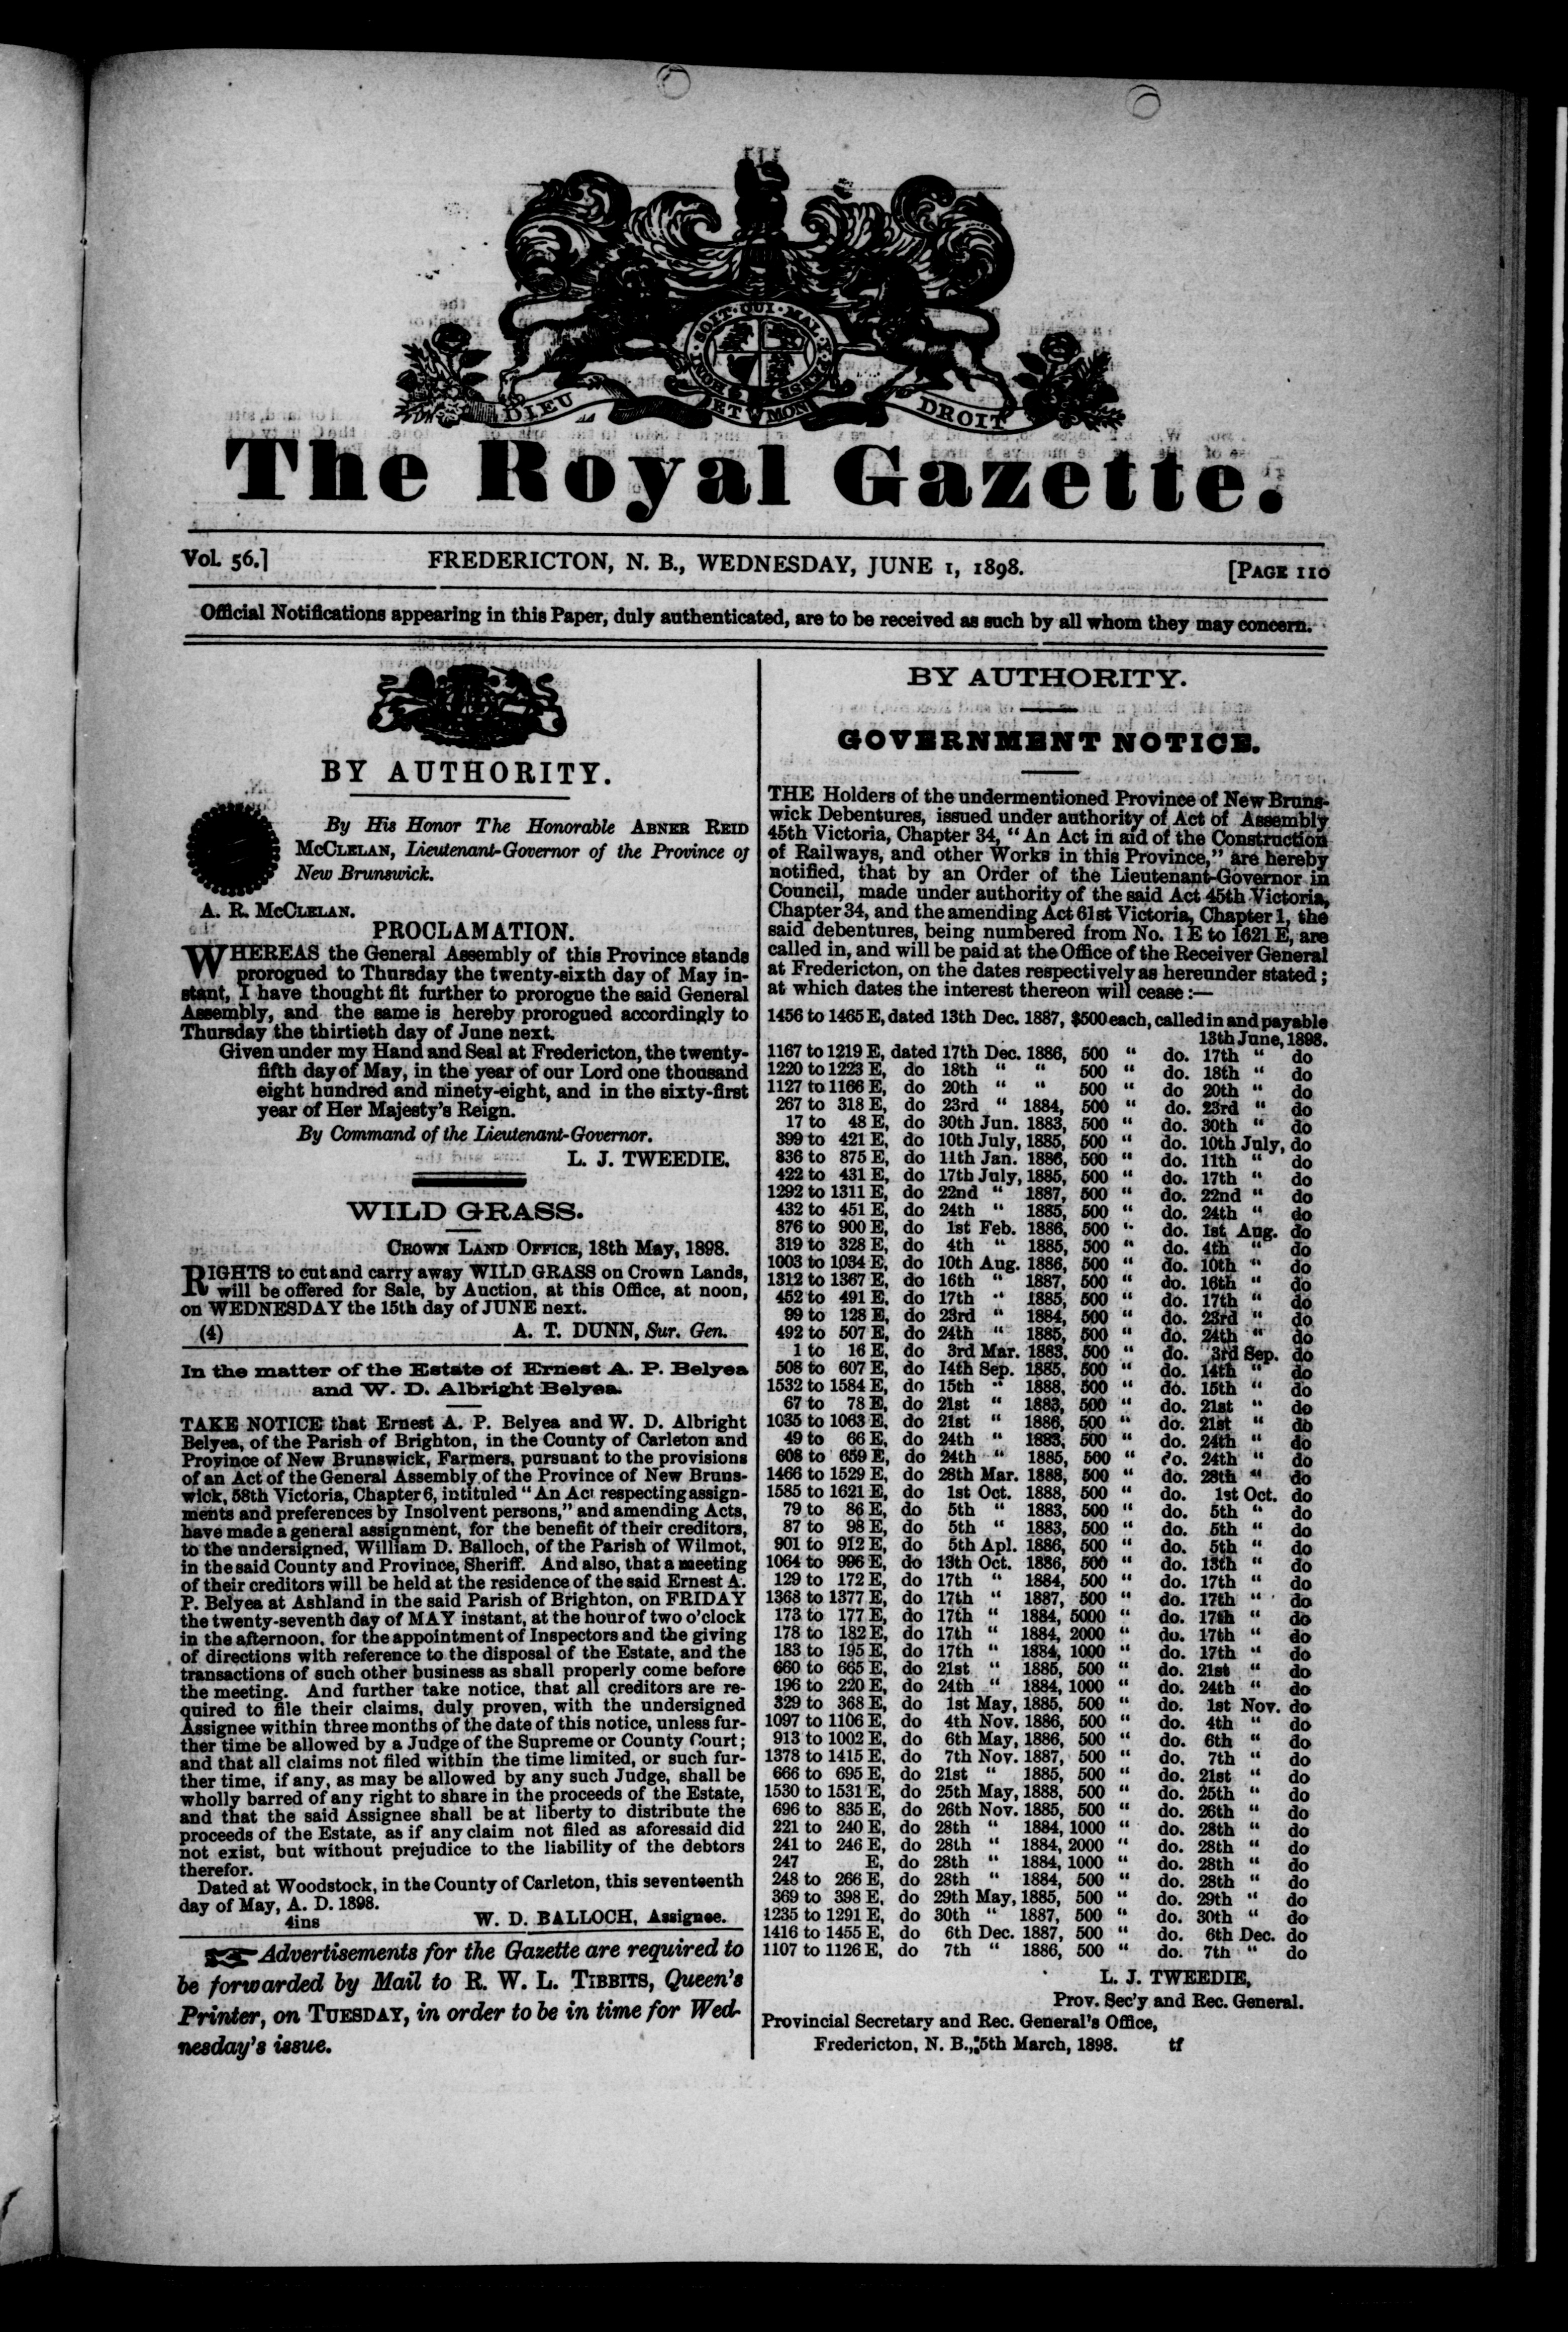 HONI · SOIT · QUI · MAL · Y · PENSE
DIEU ET MON DROIT
The Royal Gazette.
Vol. 56.]
FREDERICTON, N. B., WEDNESDAY, JUNE 1, 1898.
[PAGE 110
Official Notifications appearing in this Paper, duly authenticated, are to be received as such by all whom they may concern.
BY AUTHORITY.
By His Honor The Honorable ABNER REID
MCCLELAN, Lieutenant-Governor of the Province of
New Brunswick.
A. R. MCCLELAN.
PROCLAMATION.
WHEREAS the General Assembly of this Province stands
prorogued to Thursday the twenty-sixth day of May in-
stant, I have thought fit further to prorogue the said General
Assembly, and the same is hereby prorogued accordingly to
Thursday the thirtieth day of June next.
Given under my Hand and Seal at Fredericton, the twenty-
fifth day of May, in the year of our Lord one thousand
eight hundred and ninety-eight, and in the sixty-first
year of Her Majesty's Reign.
By Command of the Lieutenant-Governor.
L. J. TWEEDIE.
WILD GRASS.
CROWN LAND OFFICE, 18th May, 1898.
RIGHTS to cut and carry away WILD GRASS on Crown Lands,
will be offered for Sale, by Auction, at this Office, at noon,
on WEDNESDAY the 15th day of JUNE next.
(4) A. T. DUNN, Sur. Gen.
In the matter of the Estate of Ernest A. P. Belyea
and W. D. Albright Belyea.
TAKE NOTICE that Ernest A. P. Belyea and W. D. Albright
Belyea, of the Parish of Brighton, in the County of Carleton and
Province of New Brunswick, Farmers, pursuant to the provisions
of an Act of the General Assembly of the Province of New Bruns-
wick, 58th Victoria, Chapter 6, intituled "An Act respecting assign-
ments and preferences by Insolvent persons," and amending Acts,
have made a general assignment, for the benefit of their creditors,
to the undersigned, William D. Balloch, of the Parish of Wilmot,
in the said County and Province, Sheriff. And also, that a meeting
of their creditors will be held at the residence of the said Ernest A.
P. Belyea at Ashland in the said Parish of Brighton, on FRIDAY
the twenty-seventh day of MAY instant, at the hour of two o'clock
in the afternoon, for the appointment of Inspectors and the giving
of directions with reference to the disposal of the Estate, and the
transactions of such other business as shall properly come before
the meeting. And further take notice, that all creditors are re-
quired to file their claims, duly proven, with the undersigned
Assignee within three months of the date of this notice, unless fur-
ther time be allowed by a Judge of the Supreme or County Court;
and that all claims not filed within the time limited, or such fur-
ther time, if any, as may be allowed by any such Judge, shall be
wholly barred of any right to share in the proceeds of the Estate,
and that the said Assignee shall be at liberty to distribute the
proceeds of the Estate, as if any claim not filed as aforesaid did
not exist, but without prejudice to the liability of the debtors
therefor.
Dated at Woodstock, in the County of Carleton, this seventeenth
day of May, A. D. 1898.
4ins W. D. BALLOCH, Assignee.
Advertisements for the Gazette are required to
be forwarded by Mail to R. W. L. TIBBITS, Queen's
Printer, on TUESDAY, in order to be in time for Wed-
nesday's issue.
BY AUTHORITY.
GOVERNMENT NOTICE.
THE Holders of the undermentioned Province of New Bruns-
wick Debentures, issued under authority of Act of Assembly
45th Victoria, Chapter 34, "An Act in aid of the Construction
of Railways, and other Works in this Province," are hereby
notified, that by an Order of the Lieutenant-Governor in
Council, made under authority of the said Act 45th Victoria,
Chapter 34, and the amending Act 61st Victoria, Chapter 1, the
said debentures, being numbered from No. 1 E to 1621 E, are
called in, and will be paid at the Office of the Receiver General
at Fredericton, on the dates respectively as hereunder stated;
at which dates the interest thereon will cease:—
1456 to 1465 E, dated 13th Dec. 1887, $500 each, called in and payable
13th June, 1898.
1167 to 1219 E, dated 17th Dec. 1886, 500 " do. 17th " do
1220 to 1223 E, do 18th " " 500 " do. 18th " do
1127 to 1166 E, do 20th " " 500 " do 20th " do
267 to 318 E, do 23rd " 1884, 500 " do. 23rd " do
17 to 48 E, do 30th Jun. 1883, 500 " do. 30th " do
399 to 421 E, do 10th July, 1885, 500 " do. 10th July, do
836 to 875 E, do 11th Jan. 1886, 500 " do. 11th " do
422 to 431 E, do 17th July, 1885, 500 " do. 17th " do
1292 to 1311 E, do 22nd " 1887, 500 " do. 22nd " do
432 to 451 E, do 24th " 1885, 500 " do. 24th " do
876 to 900 E, do 1st Feb. 1886, 500 " do. 1st Aug. do
319 to 328 E, do 4th " 1885, 500 " do. 4th " do
1003 to 1034 E, do 10th Aug. 1886, 500 " do. 10th " do
1312 to 1367 E, do 16th " 1887, 500 " do. 16th " do
452 to 491 E. do 17th " 1885, 500 " do. 17th " do
99 to 128 E, do 23rd " 1884, 500 " do. 23rd " do
492 to 507 E, do 24th " 1885, 500 " do. 24th " do
1 to 16 E, do 3rd Mar. 1883, 500 " do. 3rd Sep. do
508 to 607 E, do 14th Sep. 1885, 500 " do. 14th " do
1532 to 1584 E, do 15th " 1888, 500 " do. 15th " do
67 to 78 E, do 21st " 1883, 500 " do. 21st " do
1035 to 1063 E, do 21st " 1886, 500 " do. 21st " do
49 to 66 E, do 24th " 1883, 500 " do. 24th " do
608 to 659 E, do 24th " 1885, 500 " do. 24th " do
1466 to 1529 E, do 28th Mar. 1888, 500 " do. 28th " do
1585 to 1621 E, do 1st Oct. 1888, 500 " do. 1st Oct. do
79 to 86 E, do 5th " 1883, 500 " do. 5th " do
87 to 98 E, do 5th " 1883, 500 " do. 5th " do
901 to 912 E, do 5th Apl. 1886, 500 " do. 5th " do
1064 to 996 E, do 13th Oct. 1886, 500 " do. 13th " do
129 to 172 E, do 17th " 1884, 500 " do. 17th " do
1368 to 1377 E, do 17th " 1887, 500 " do. 17th " do
173 to 177 E, do 17th " 1884, 5000 " do. 17th " do
178 to 182 E, do 17th " 1884, 2000 " do. 17th " do
183 to 195 E, do 17th " 1884, 1000 " do. 17th " do
660 to 665 E, do 21st " 1885, 500 " do. 21st " do
196 to 220 E, do 24th " 1884, 1000 " do. 24th " do
329 to 368 E, do 1st May, 1885, 500 " do. 1st Nov. do
1097 to 1106 E, do 4th Nov. 1886, 500 " do. 4th " do
913 to 1002 E, do 6th May, 1886, 500 " do. 6th " do
1378 to 1415 E, do 7th Nov. 1887, 500 " do. 7th " do
666 to 695 E, do 21st " 1885, 500 " do. 21st " do
1530 to 1531 E, do 25th May, 1888, 500 " do. 25th " do
696 to 835 E, do 26th Nov. 1885, 500 " do. 26th " do
221 to 240 E, do 28th " 1884, 1000 " do. 28th " do
241 to 246 E, do 28th " 1884, 2000 " do. 28th " do
247 E, do 28th " 1884, 1000 " do. 28th " do
248 to 266 E, do 28th " 1884, 500 " do. 28th " do
369 to 398 E, do 29th May, 1885, 500 " do. 29th " do
1235 to 1291 E, do 30th " 1887, 500 " do. 30th " do
1416 to 1455 E, do 6th Dec. 1887, 500 " do. 6th Dec. do
1107 to 1126 E, do 7th " 1886, 500 " do. 7th " do
L. J. TWEEDIE,
Prov. Sec'y and Rec. General.
Provincial Secretary and Rec. General's Office,
Fredericton, N. B., 5th March, 1898. tf